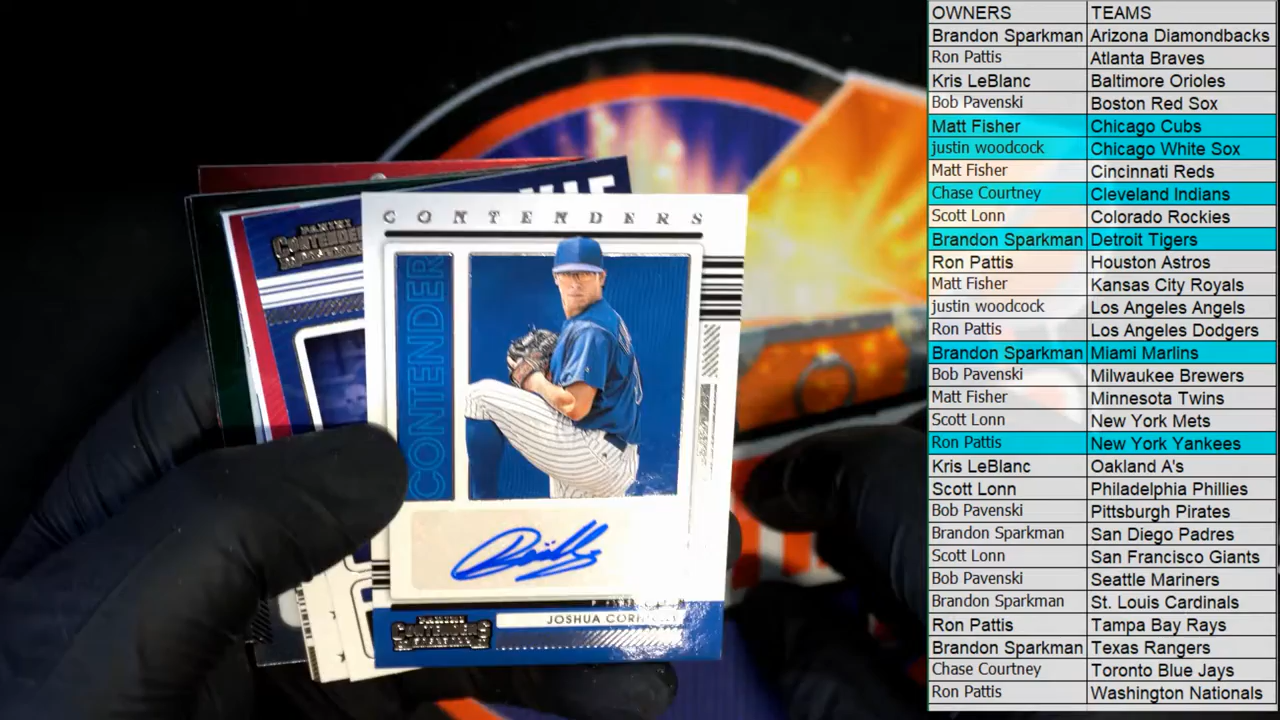 CONTENDERS
CONTENDER
PANINI
CONTENDERS
JOSHUA
PANINI
CONTENDERS
OWNERS TEAMS
Brandon Sparkman Arizona Diamondbacks
Ron Pattis Atlanta Braves
Kris LeBlanc Baltimore Orioles
Bob Pavenski Boston Red Sox
Matt Fisher Chicago Cubs
justin woodcock Chicago White Sox
Matt Fisher Cincinnati Reds
Chase Courtney Cleveland Indians
Scott Lonn Colorado Rockies
Brandon Sparkman Detroit Tigers
Ron Pattis Houston Astros
Matt Fisher Kansas City Royals
justin woodcock Los Angeles Angels
Ron Pattis Los Angeles Dodgers
Brandon Sparkman Miami Marlins
Bob Pavenski Milwaukee Brewers
Matt Fisher Minnesota Twins
Scott Lonn New York Mets
Ron Pattis New York Yankees
Kris LeBlanc Oakland A's
Scott Lonn Philadelphia Phillies
Bob Pavenski Pittsburgh Pirates
Brandon Sparkman San Diego Padres
Scott Lonn San Francisco Giants
Bob Pavenski Seattle Mariners
Brandon Sparkman St. Louis Cardinals
Ron Pattis Tampa Bay Rays
Brandon Sparkman Texas Rangers
Chase Courtney Toronto Blue Jays
Ron Pattis Washington Nationals